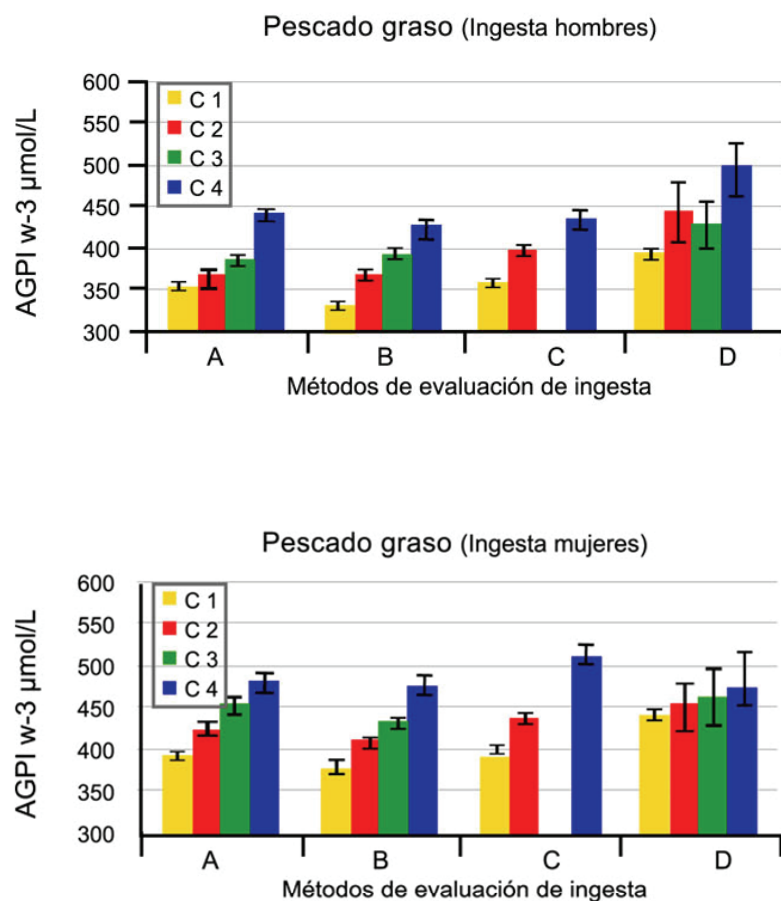 Pescado graso (Ingesta hombres)
600
550
500
450
400
350
300
C 1
C 2
C 3
C 4
AGPI w-3 µmol/L
A B C D
Métodos de evaluación de ingesta
Pescado graso (Ingesta mujeres)
600
550
500
450
400
350
300
C 1
C 2
C 3
C 4
AGPI w-3 µmol/L
A B C D
Métodos de evaluación de ingesta